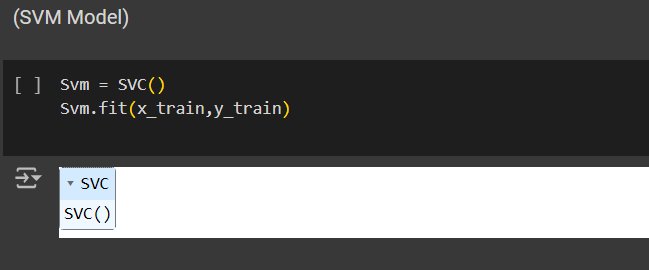 (SVM Model)
[ ] Svm = SVC()
Svm.fit(x_train,y_train)
▾ SVC
SVC()